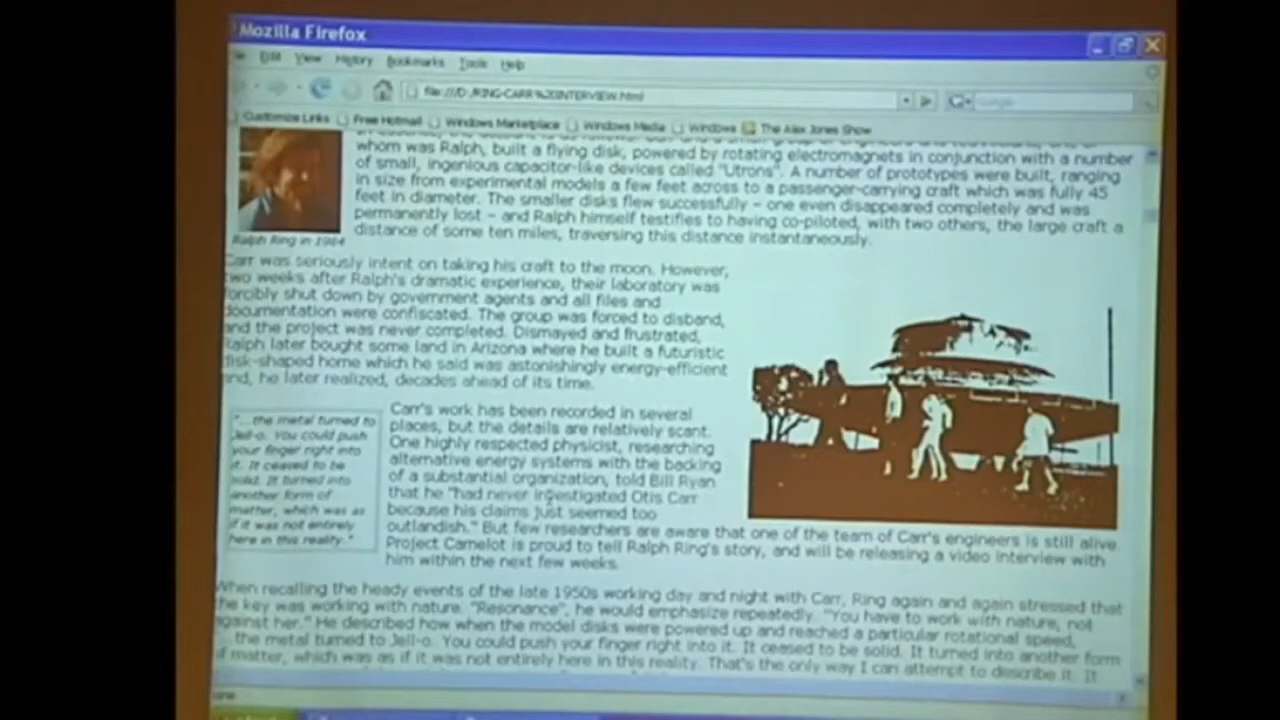 Mozilla Firefox
Edit View History Bookmarks Tools Help
file:///D:/RING-CARR%20INTERVIEW.html
Customize Links Free Hotmail Windows Marketplace Windows Media Windows The Alex Jones Show
whom was Ralph, built a flying disk, powered by rotating electromagnets in conjunction with a number
of small, ingenious capacitor-like devices called "Utrons". A number of prototypes were built, ranging
in size from experimental models a few feet across to a passenger-carrying craft which was fully 45
feet in diameter. The smaller disks flew successfully – one even disappeared completely and was
permanently lost – and Ralph himself testifies to having co-piloted, with two others, the large craft a
distance of some ten miles, traversing this distance instantaneously.
Ralph Ring in 1984
Carr was seriously intent on taking his craft to the moon. However,
two weeks after Ralph's dramatic experience, their laboratory was
forcibly shut down by government agents and all files and
documentation were confiscated. The group was forced to disband,
and the project was never completed. Dismayed and frustrated,
Ralph later bought some land in Arizona where he built a futuristic
disk-shaped home which he said was astonishingly energy-efficient
and, he later realized, decades ahead of its time.
"...the metal turned to
Jell-o. You could push
your finger right into
it. It ceased to be
solid. It turned into
another form of
matter, which was as
if it was not entirely
here in this reality."
Carr's work has been recorded in several
places, but the details are relatively scant.
One highly respected physicist, researching
alternative energy systems with the backing
of a substantial organization, told Bill Ryan
that he "had never investigated Otis Carr
because his claims just seemed too
outlandish." But few researchers are aware that one of the team of Carr's engineers is still alive
Project Camelot is proud to tell Ralph Ring's story, and will be releasing a video interview with
him within the next few weeks.
When recalling the heady events of the late 1950s working day and night with Carr, Ring again and again stressed that
the key was working with nature. "Resonance", he would emphasize repeatedly. "You have to work with nature, not
against her." He described how when the model disks were powered up and reached a particular rotational speed,
...the metal turned to Jell-o. You could push your finger right into it. It ceased to be solid. It turned into another form
of matter, which was as if it was not entirely here in this reality. That's the only way I can attempt to describe it. It